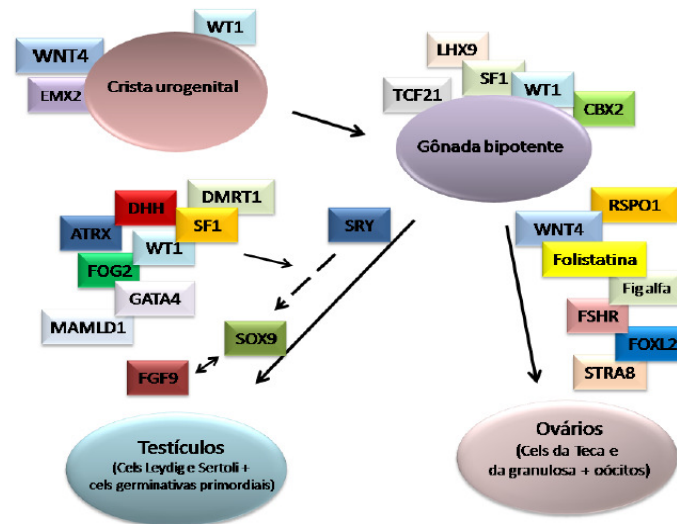 WT1
WNT4
EMX2
Crista urogenital
LHX9
SF1
TCF21
WT1
CBX2
Gônada bipotente
DMRT1
DHH
SF1
ATRX
WT1
FOG2
GATA4
MAMLD1
SRY
SOX9
FGF9
RSPO1
WNT4
Folistatina
Fig alfa
FSHR
FOXL2
STRA8
Testículos
(Cels Leydig e Sertoli +
cels germinativas primordiais)
Ovários
(Cels da Teca e
da granulosa + oócitos)